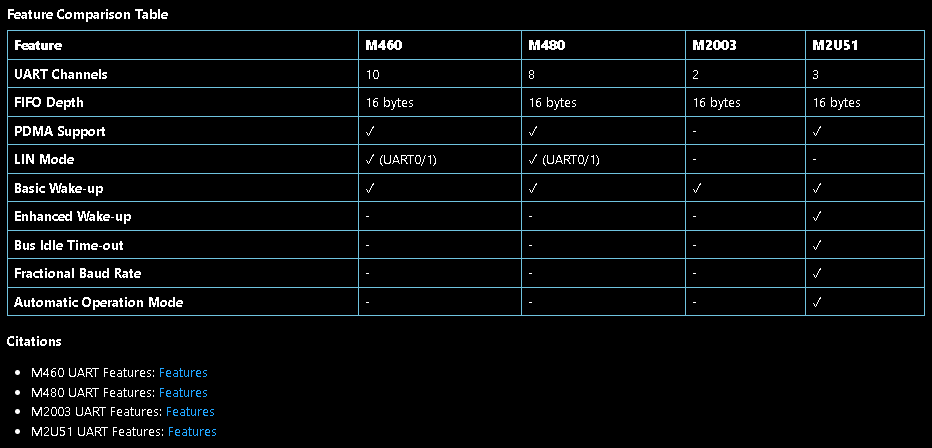 Feature Comparison Table
Feature M460 M480 M2003 M2U51
UART Channels 10 8 2 3
FIFO Depth 16 bytes 16 bytes 16 bytes 16 bytes
PDMA Support ✓ ✓ - ✓
LIN Mode ✓ (UART0/1) ✓ (UART0/1) - -
Basic Wake-up ✓ ✓ ✓ ✓
Enhanced Wake-up - - - ✓
Bus Idle Time-out - - - ✓
Fractional Baud Rate - - - ✓
Automatic Operation Mode - - - ✓
Citations
• M460 UART Features: Features
• M480 UART Features: Features
• M2003 UART Features: Features
• M2U51 UART Features: Features